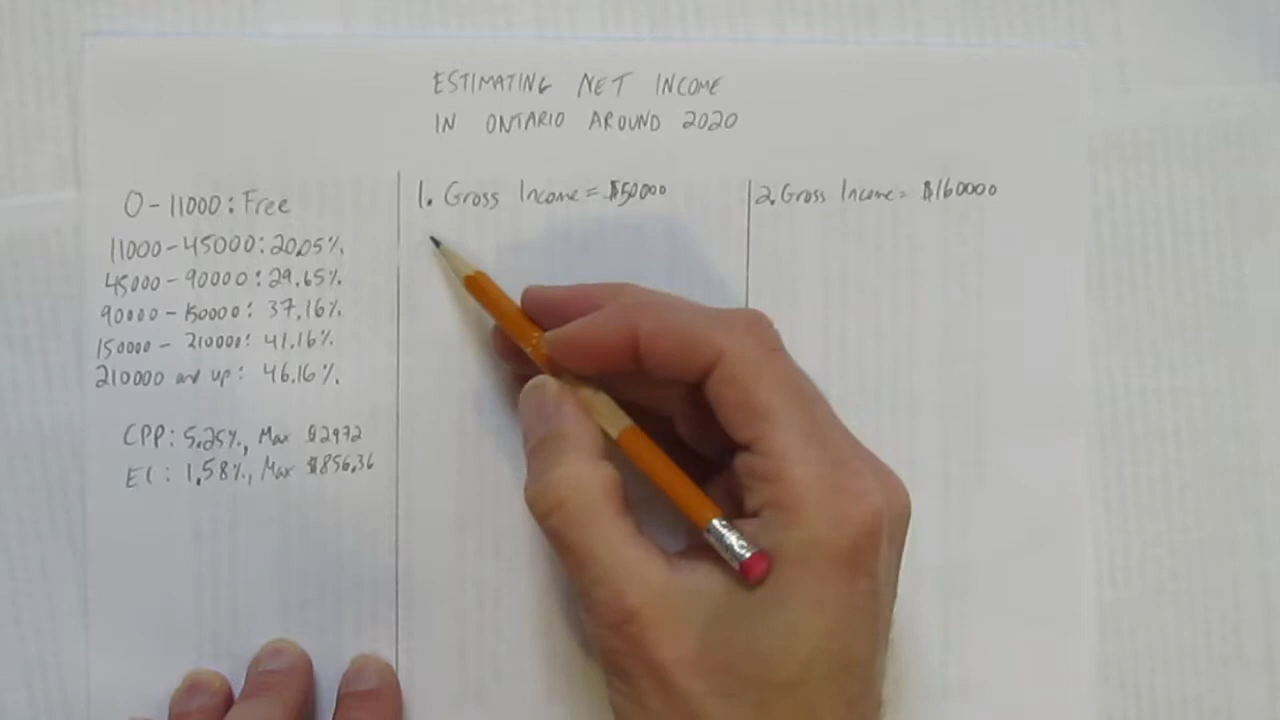 ESTIMATING NET INCOME
IN ONTARIO AROUND 2020
0-11000: Free
11000-45000: 20.05%
45000-90000: 29.65%
90000-150000: 37.16%
150000-210000: 41.16%
210000 and up: 46.16%
CPP: 5.25%, Max $2972
EI: 1.58%, Max $856.36
1. Gross Income = $50000
2. Gross Income = $160000